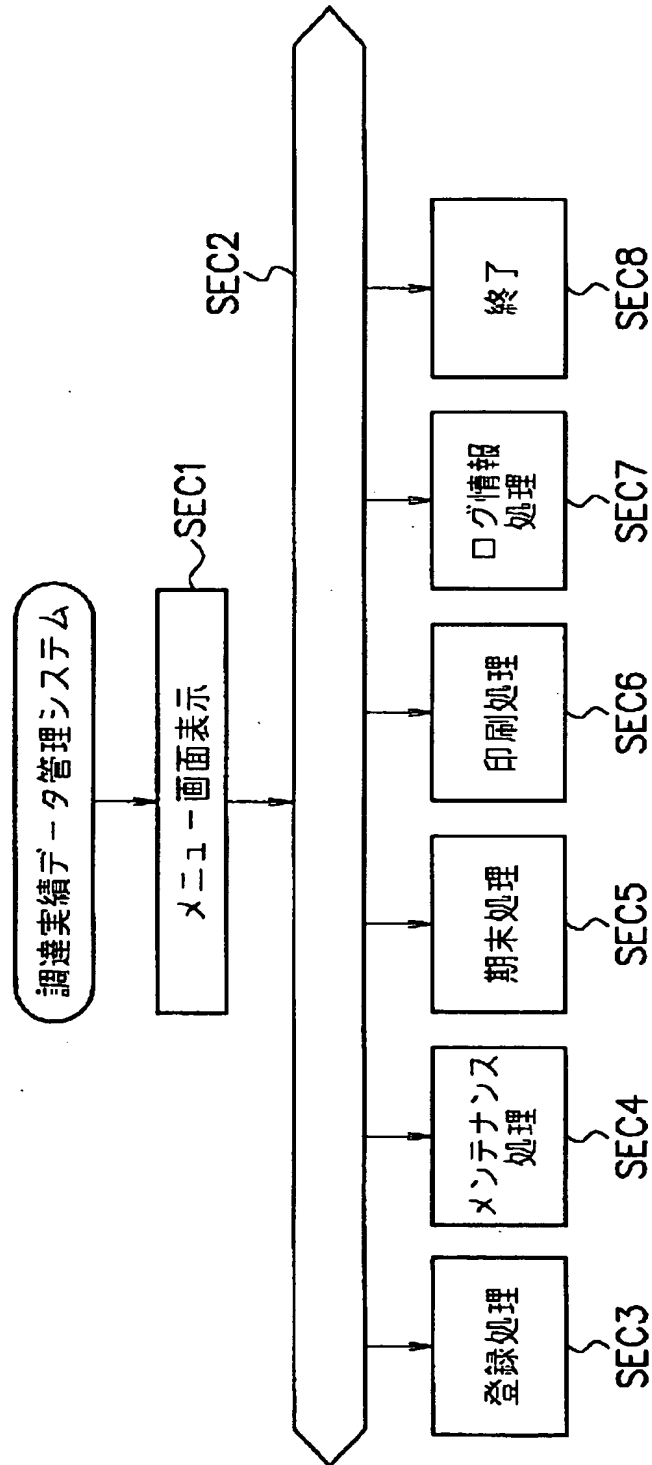 調達実績データ管理システム
メニュー画面表示
SEC1
SEC2
登録処理
SEC3
メンテナンス
処理
SEC4
期末処理
SEC5
印刷処理
SEC6
ログ情報
処理
SEC7
終了
SEC8